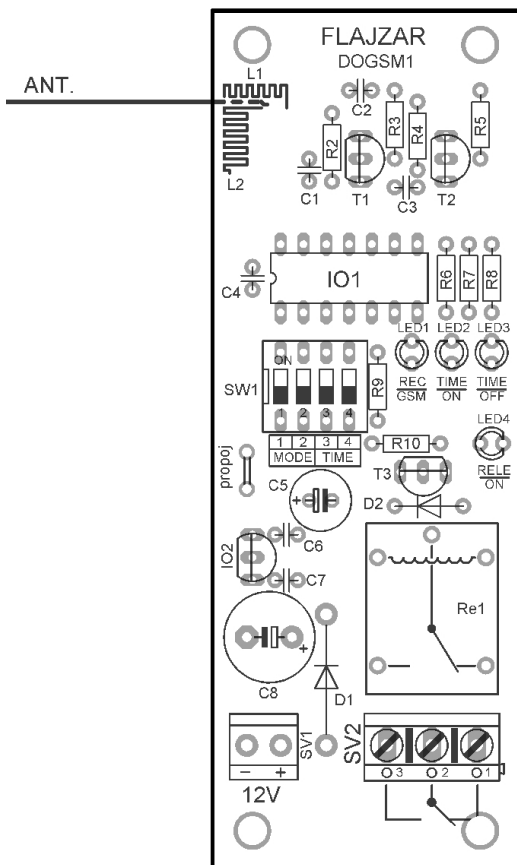 FLAJZAR
DOGSM1
ANT.
L1
L2
C2
R2
R3
R4
R5
C1
T1
C3
T2
C4
IO1
R6
R7
R8
LED1
LED2
LED3
REC
GSM
TIME
ON
TIME
OFF
SW1
ON
1 2 3 4
R9
1 2 3 4
MODE TIME
R10
LED4
RELE
ON
propoj
C5
+
T3
D2
IO2
C6
C7
Re1
C8
+
D1
SV1
- +
12V
SV2
3 2 1